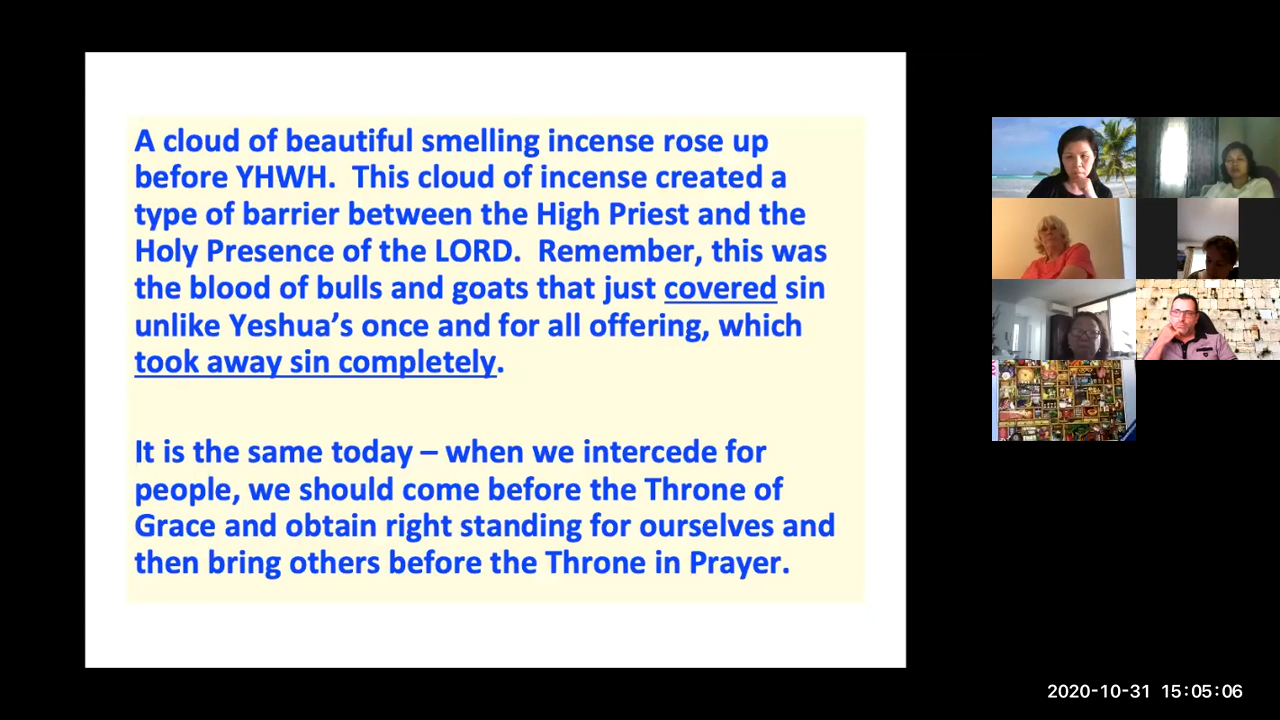 A cloud of beautiful smelling incense rose up
before YHWH.  This cloud of incense created a
type of barrier between the High Priest and the
Holy Presence of the LORD.  Remember, this was
the blood of bulls and goats that just covered sin
unlike Yeshua’s once and for all offering, which
took away sin completely.
It is the same today – when we intercede for
people, we should come before the Throne of
Grace and obtain right standing for ourselves and
then bring others before the Throne in Prayer.
2020-10-31 15:05:06